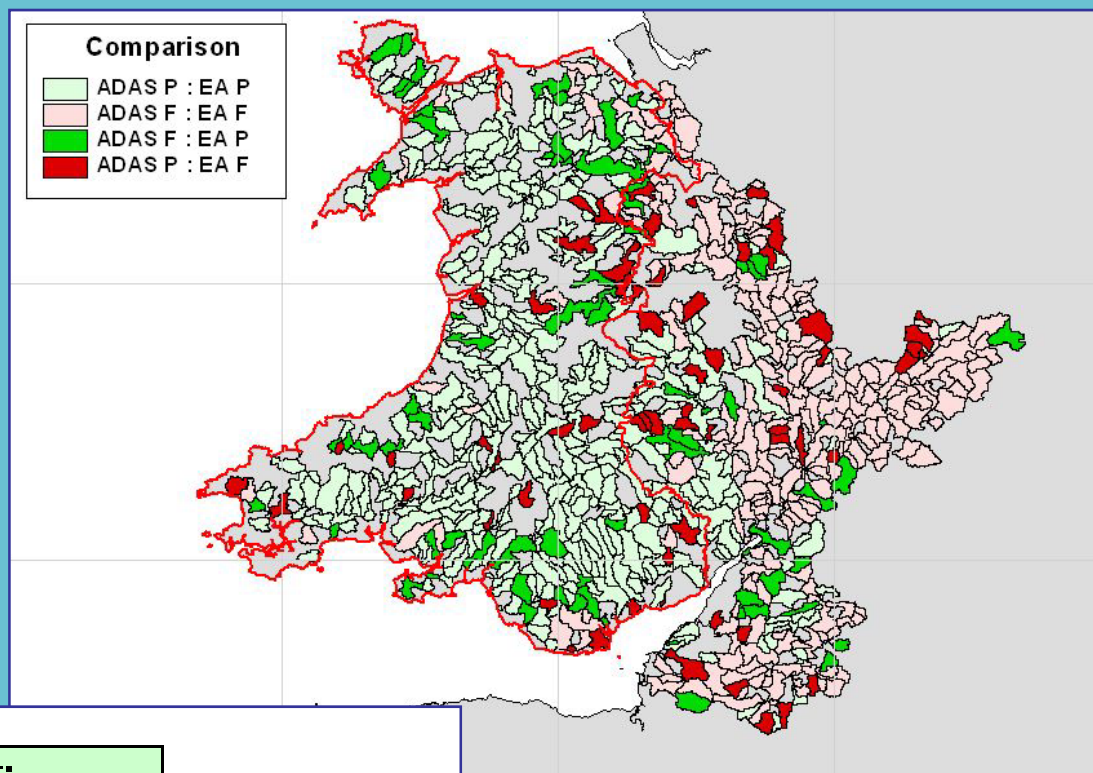 Comparison
ADAS P : EA P
ADAS F : EA F
ADAS F : EA P
ADAS P : EA F